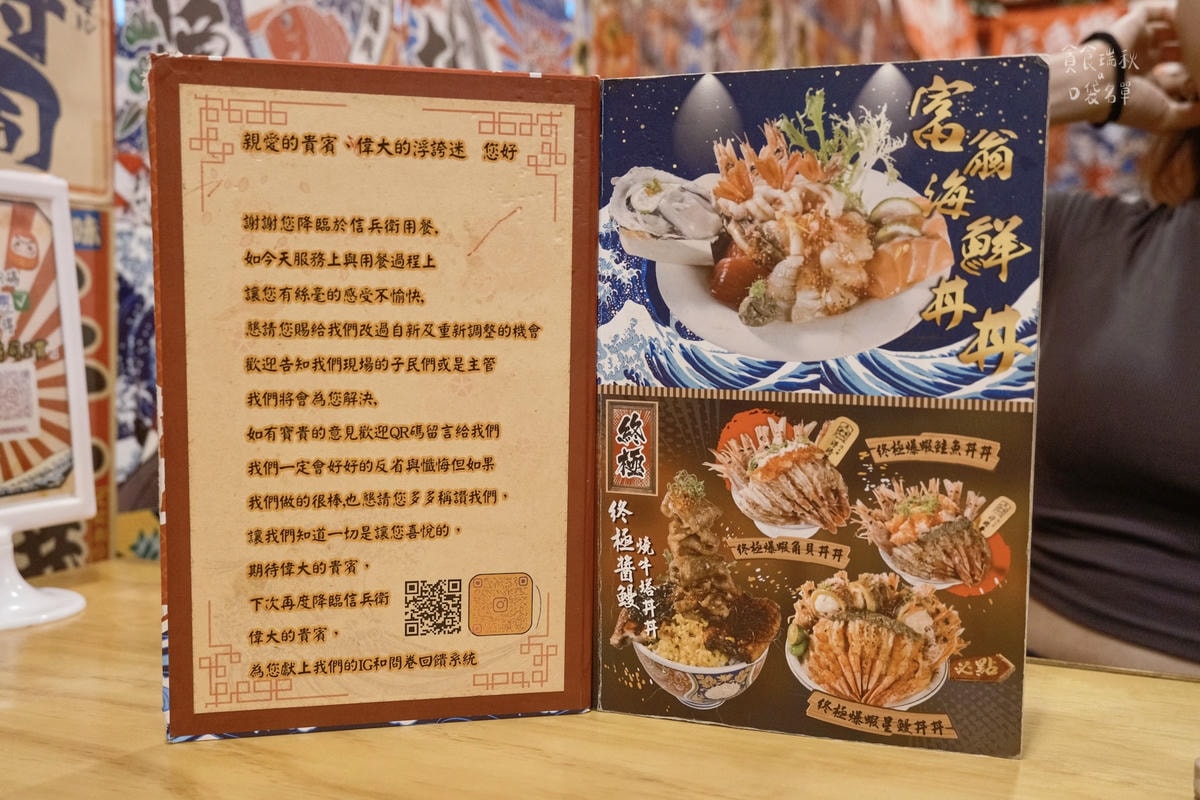 親愛的貴賓、偉大的浮誇迷 您好
謝謝您降臨於信兵衛用餐,
如今天服務上與用餐過程上
讓您有絲毫的感受不愉快,
懇請您賜給我們改過自新及重新調整的機會
歡迎告知我們現場的子民們或是主管
我們將會為您解決,
如有寶貴的意見歡迎QR碼留言給我們
我們一定會好好的反省與懺悔但如果
我們做的很棒,也懇請您多多稱讚我們,
讓我們知道一切是讓您喜悅的,
期待偉大的貴賓,
下次再度降臨信兵衛
偉大的貴賓,
為您獻上我們的IG和問卷回饋系統
富翁海鮮丼丼
終極
終極醬鰻
燒牛塔丼丼
終極爆蝦鮭魚丼丼
終極爆蝦角貝丼丼
終極爆蝦星鰻丼丼
必點
貪食瑞秋
a
口袋名單